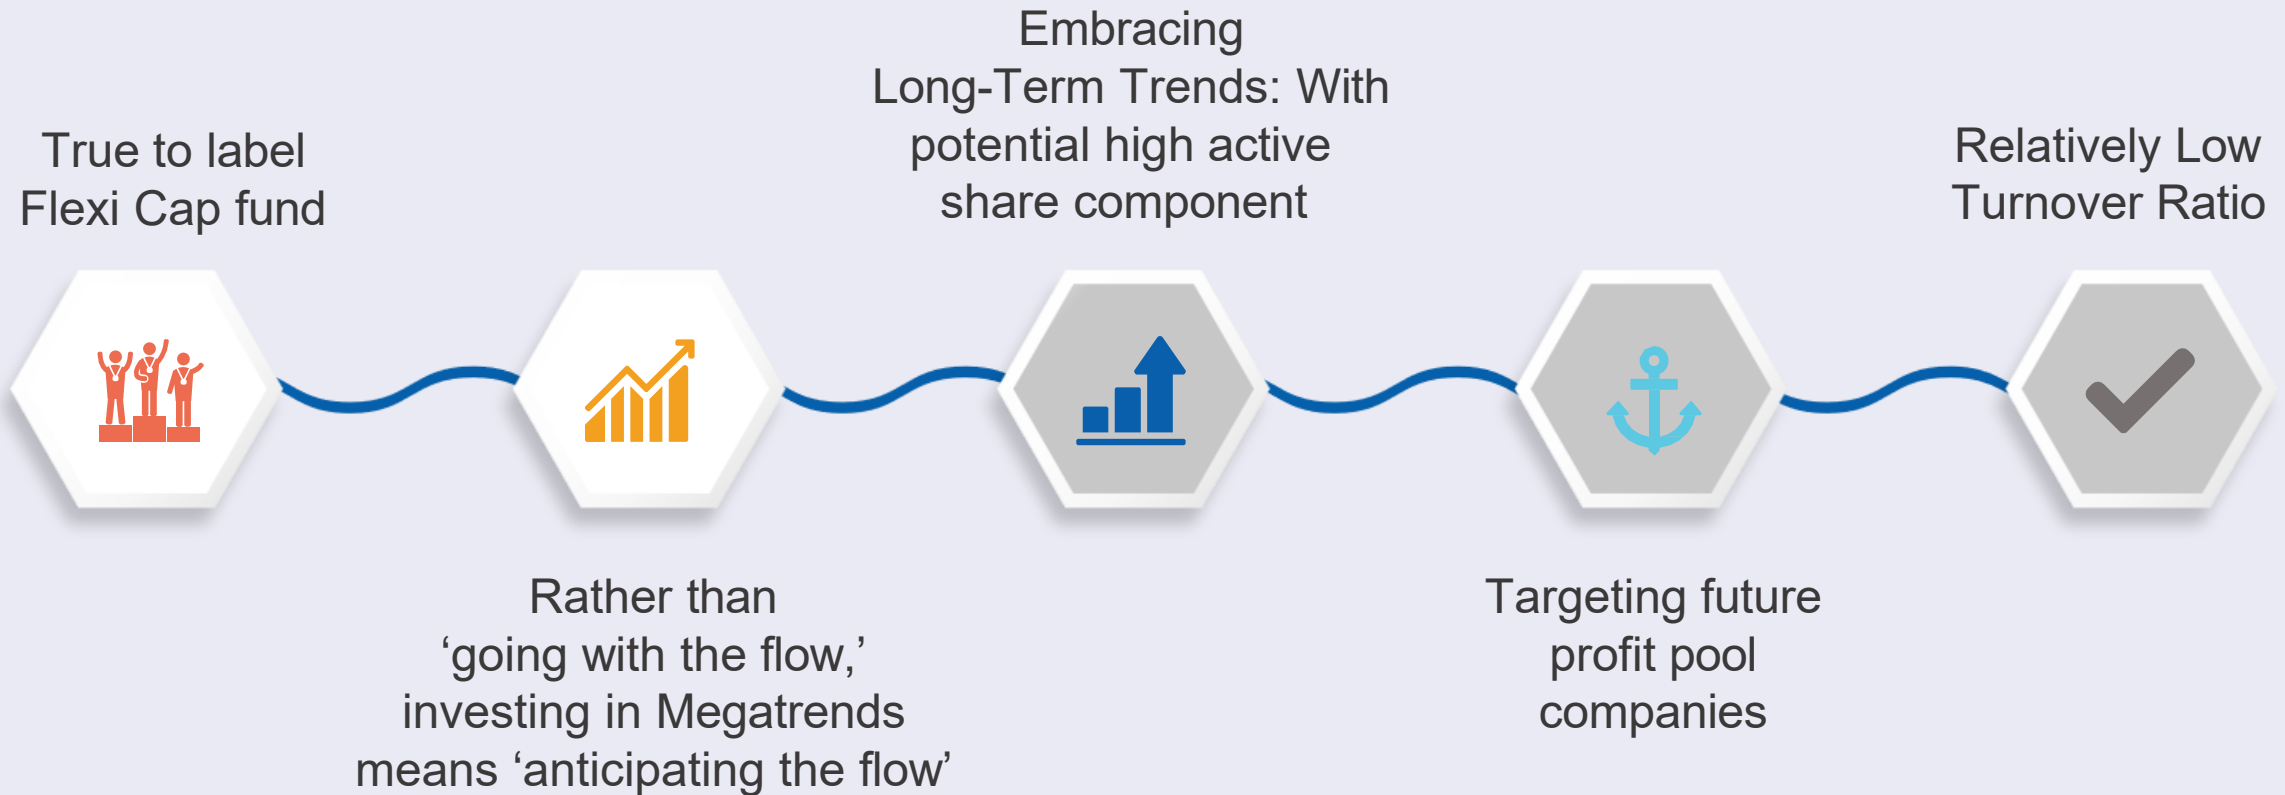 True to label
Flexi Cap fund
Rather than
‘going with the flow,’
investing in Megatrends
means ‘anticipating the flow’
Embracing
Long-Term Trends: With
potential high active
share component
Targeting future
profit pool
companies
Relatively Low
Turnover Ratio